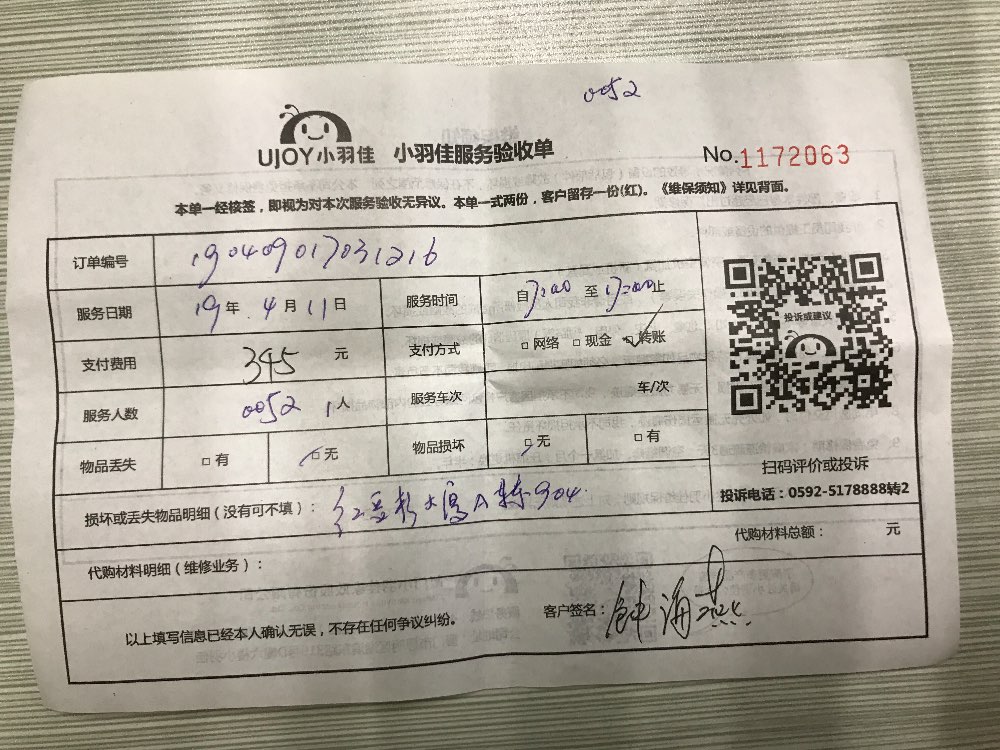 0052
UJOY小羽佳 小羽佳服务验收单 No.1172063
本单一经核签，即视为对本次服务验收无异议。本单一式两份，客户留存一份(红)。《维保须知》详见背面。
订单编号 190409017031216
服务日期 19年 4月11日 服务时间 自 至 止
支付费用 345 元 支付方式 □网络 □现金 □转账
服务人数 0052 1人 服务车次 车/次
物品丢失 □有 □无 物品损坏 □无 □有
投诉或建议
扫码评价或投诉
投诉电话：0592-5178888转2
损坏或丢失物品明细（没有可不填）： 大厦A 904
代购材料总额： 元
代购材料明细（维修业务）：
以上填写信息已经本人确认无误，不存在任何争议纠纷。
客户签名：钟海燕